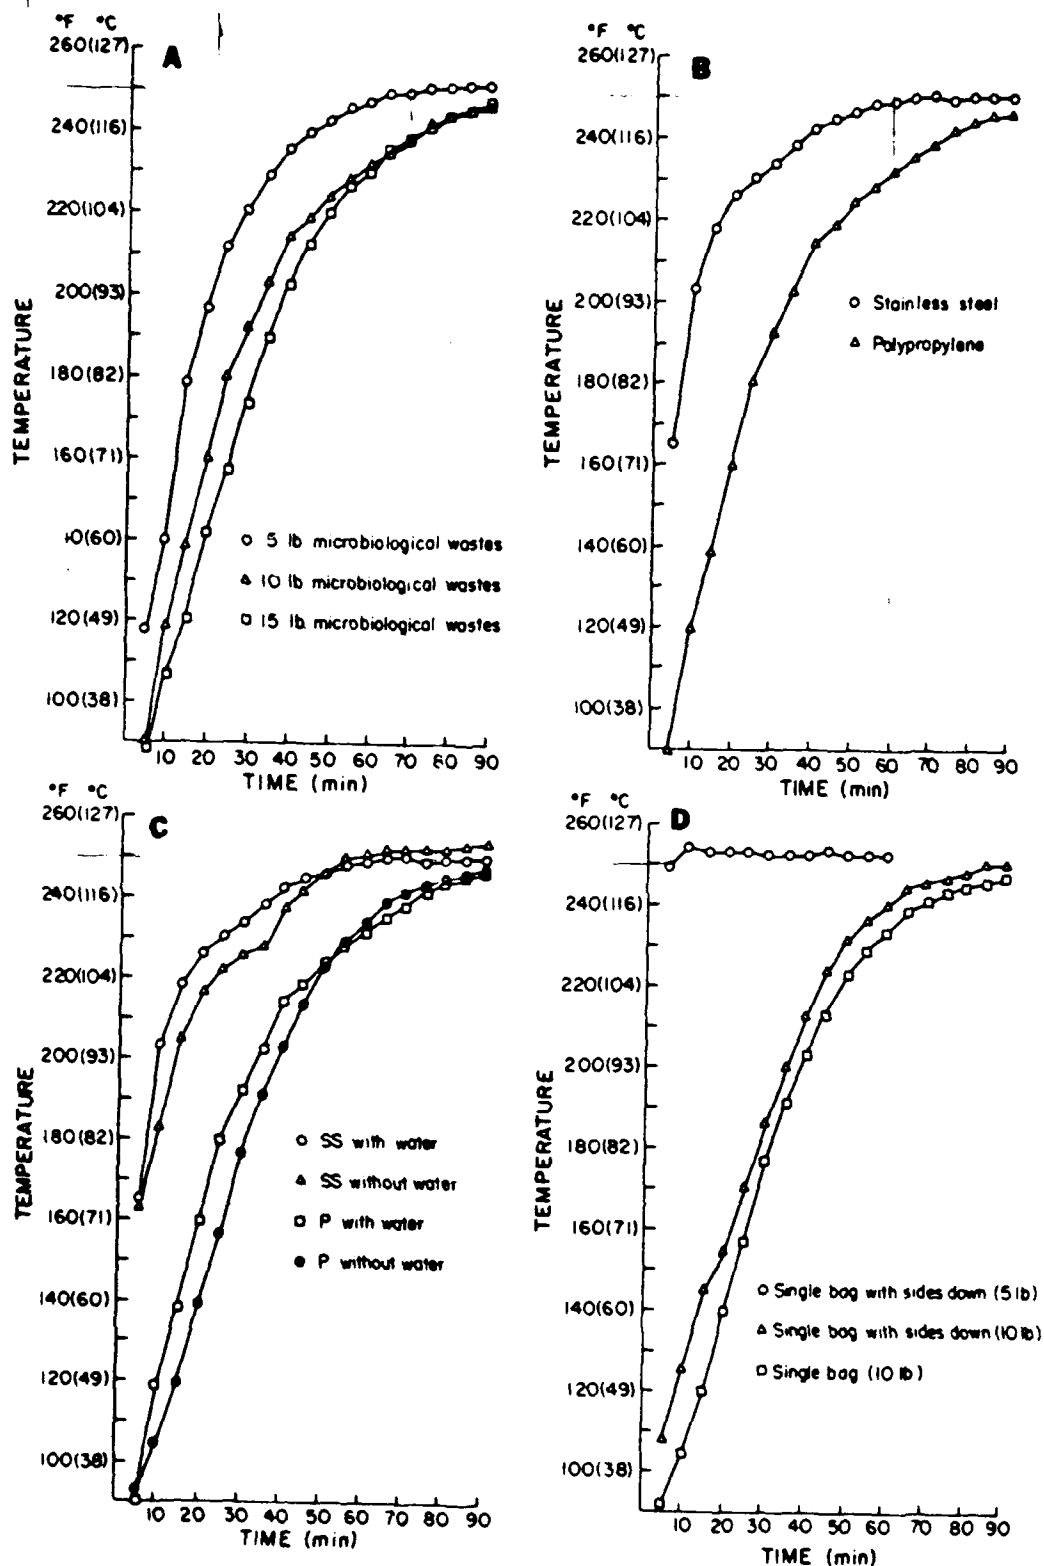 °F °C
A
260(127)
240(116)
220(104)
200(93)
180(82)
160(71)
40(60)
120(49)
100(38)
TEMPERATURE
5 lb microbiological wastes
10 lb microbiological wastes
15 lb. microbiological wastes
10 20 30 40 50 60 70 80 90
TIME (min)
°F °C
B
260(127)
240(116)
220(104)
200(93)
180(82)
160(71)
140(60)
120(49)
100(38)
TEMPERATURE
Stainless steel
Polypropylene
10 20 30 40 50 60 70 80 90
TIME (min)
°F °C
C
260(127)
240(116)
220(104)
200(93)
180(82)
160(71)
140(60)
120(49)
100(38)
TEMPERATURE
SS with water
SS without water
P with water
P without water
10 20 30 40 50 60 70 80 90
TIME (min)
°F °C
D
260(127)
240(116)
220(104)
200(93)
180(82)
160(71)
140(60)
120(49)
100(38)
TEMPERATURE
Single bag with sides down (5 lb)
Single bag with sides down (10 lb)
Single bag (10 lb)
10 20 30 40 50 60 70 80 90
TIME (min)